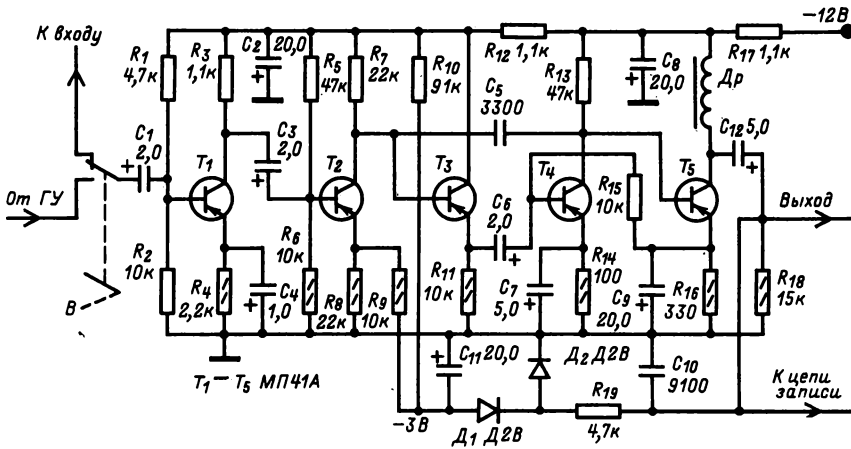 К входу
От ГУ
В
R1
4,7к
R3
1,1к
C2
20,0
R5
47к
R7
22к
R10
91к
R12 1,1к
C5
3300
R13
47к
C8
20,0
Др
R17 1,1к
−12В
C1
2,0
+
T1
C3
2,0
+
T2
T3
C6
2,0
+
T4
R15
10к
T5
C12 5,0
+
Выход
R2
10к
R4
2,2к
C4
1,0
+
R6
10к
R8
22к
R9
10к
R11
10к
C7
5,0
+
R14
100
C9
20,0
+
R16
330
R18
15к
T1 − T5 МП41А
+
C11 20,0
−3В
Д1 Д2В
Д2 Д2В
R19
4,7к
C10
9100
К цепи
записи